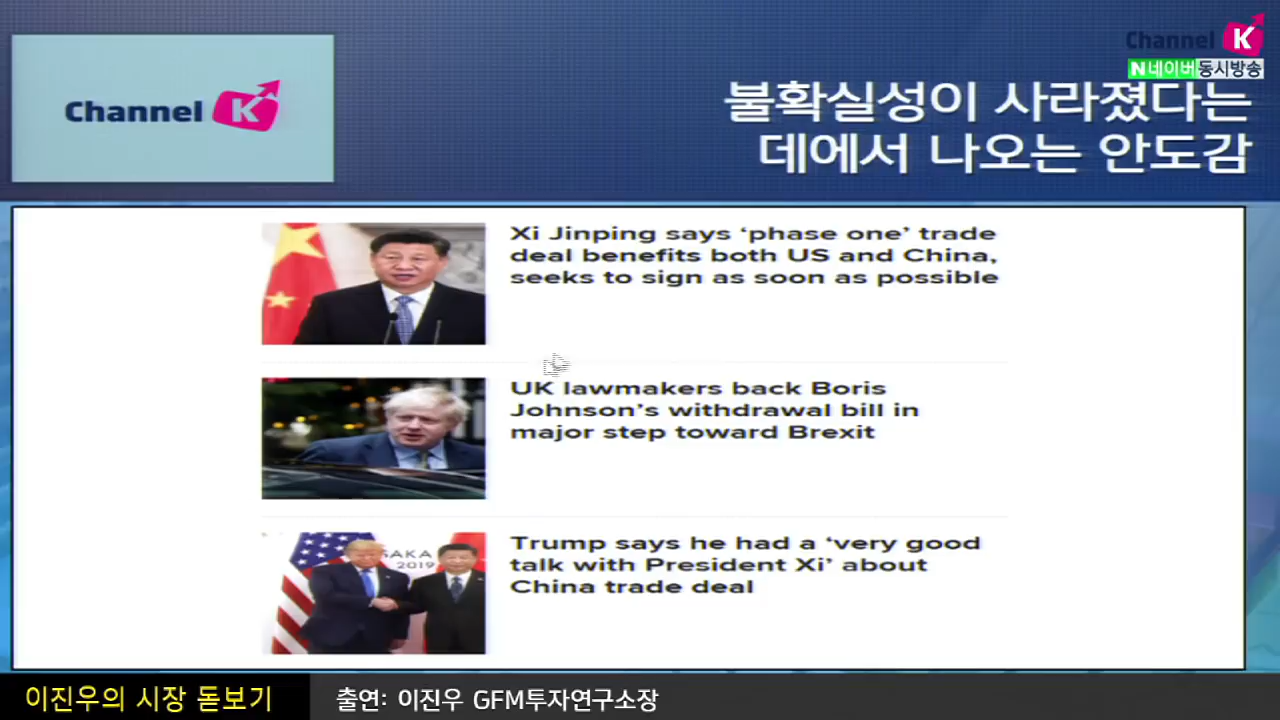 Channel K
Channel K
N 네이버 동시방송
불확실성이 사라졌다는
데에서 나오는 안도감
Xi Jinping says ‘phase one’ trade
deal benefits both US and China,
seeks to sign as soon as possible
UK lawmakers back Boris
Johnson’s withdrawal bill in
major step toward Brexit
SAKA
2019
Trump says he had a ‘very good
talk with President Xi’ about
China trade deal
이진우의 시장 돋보기
출연: 이진우 GFM투자연구소장